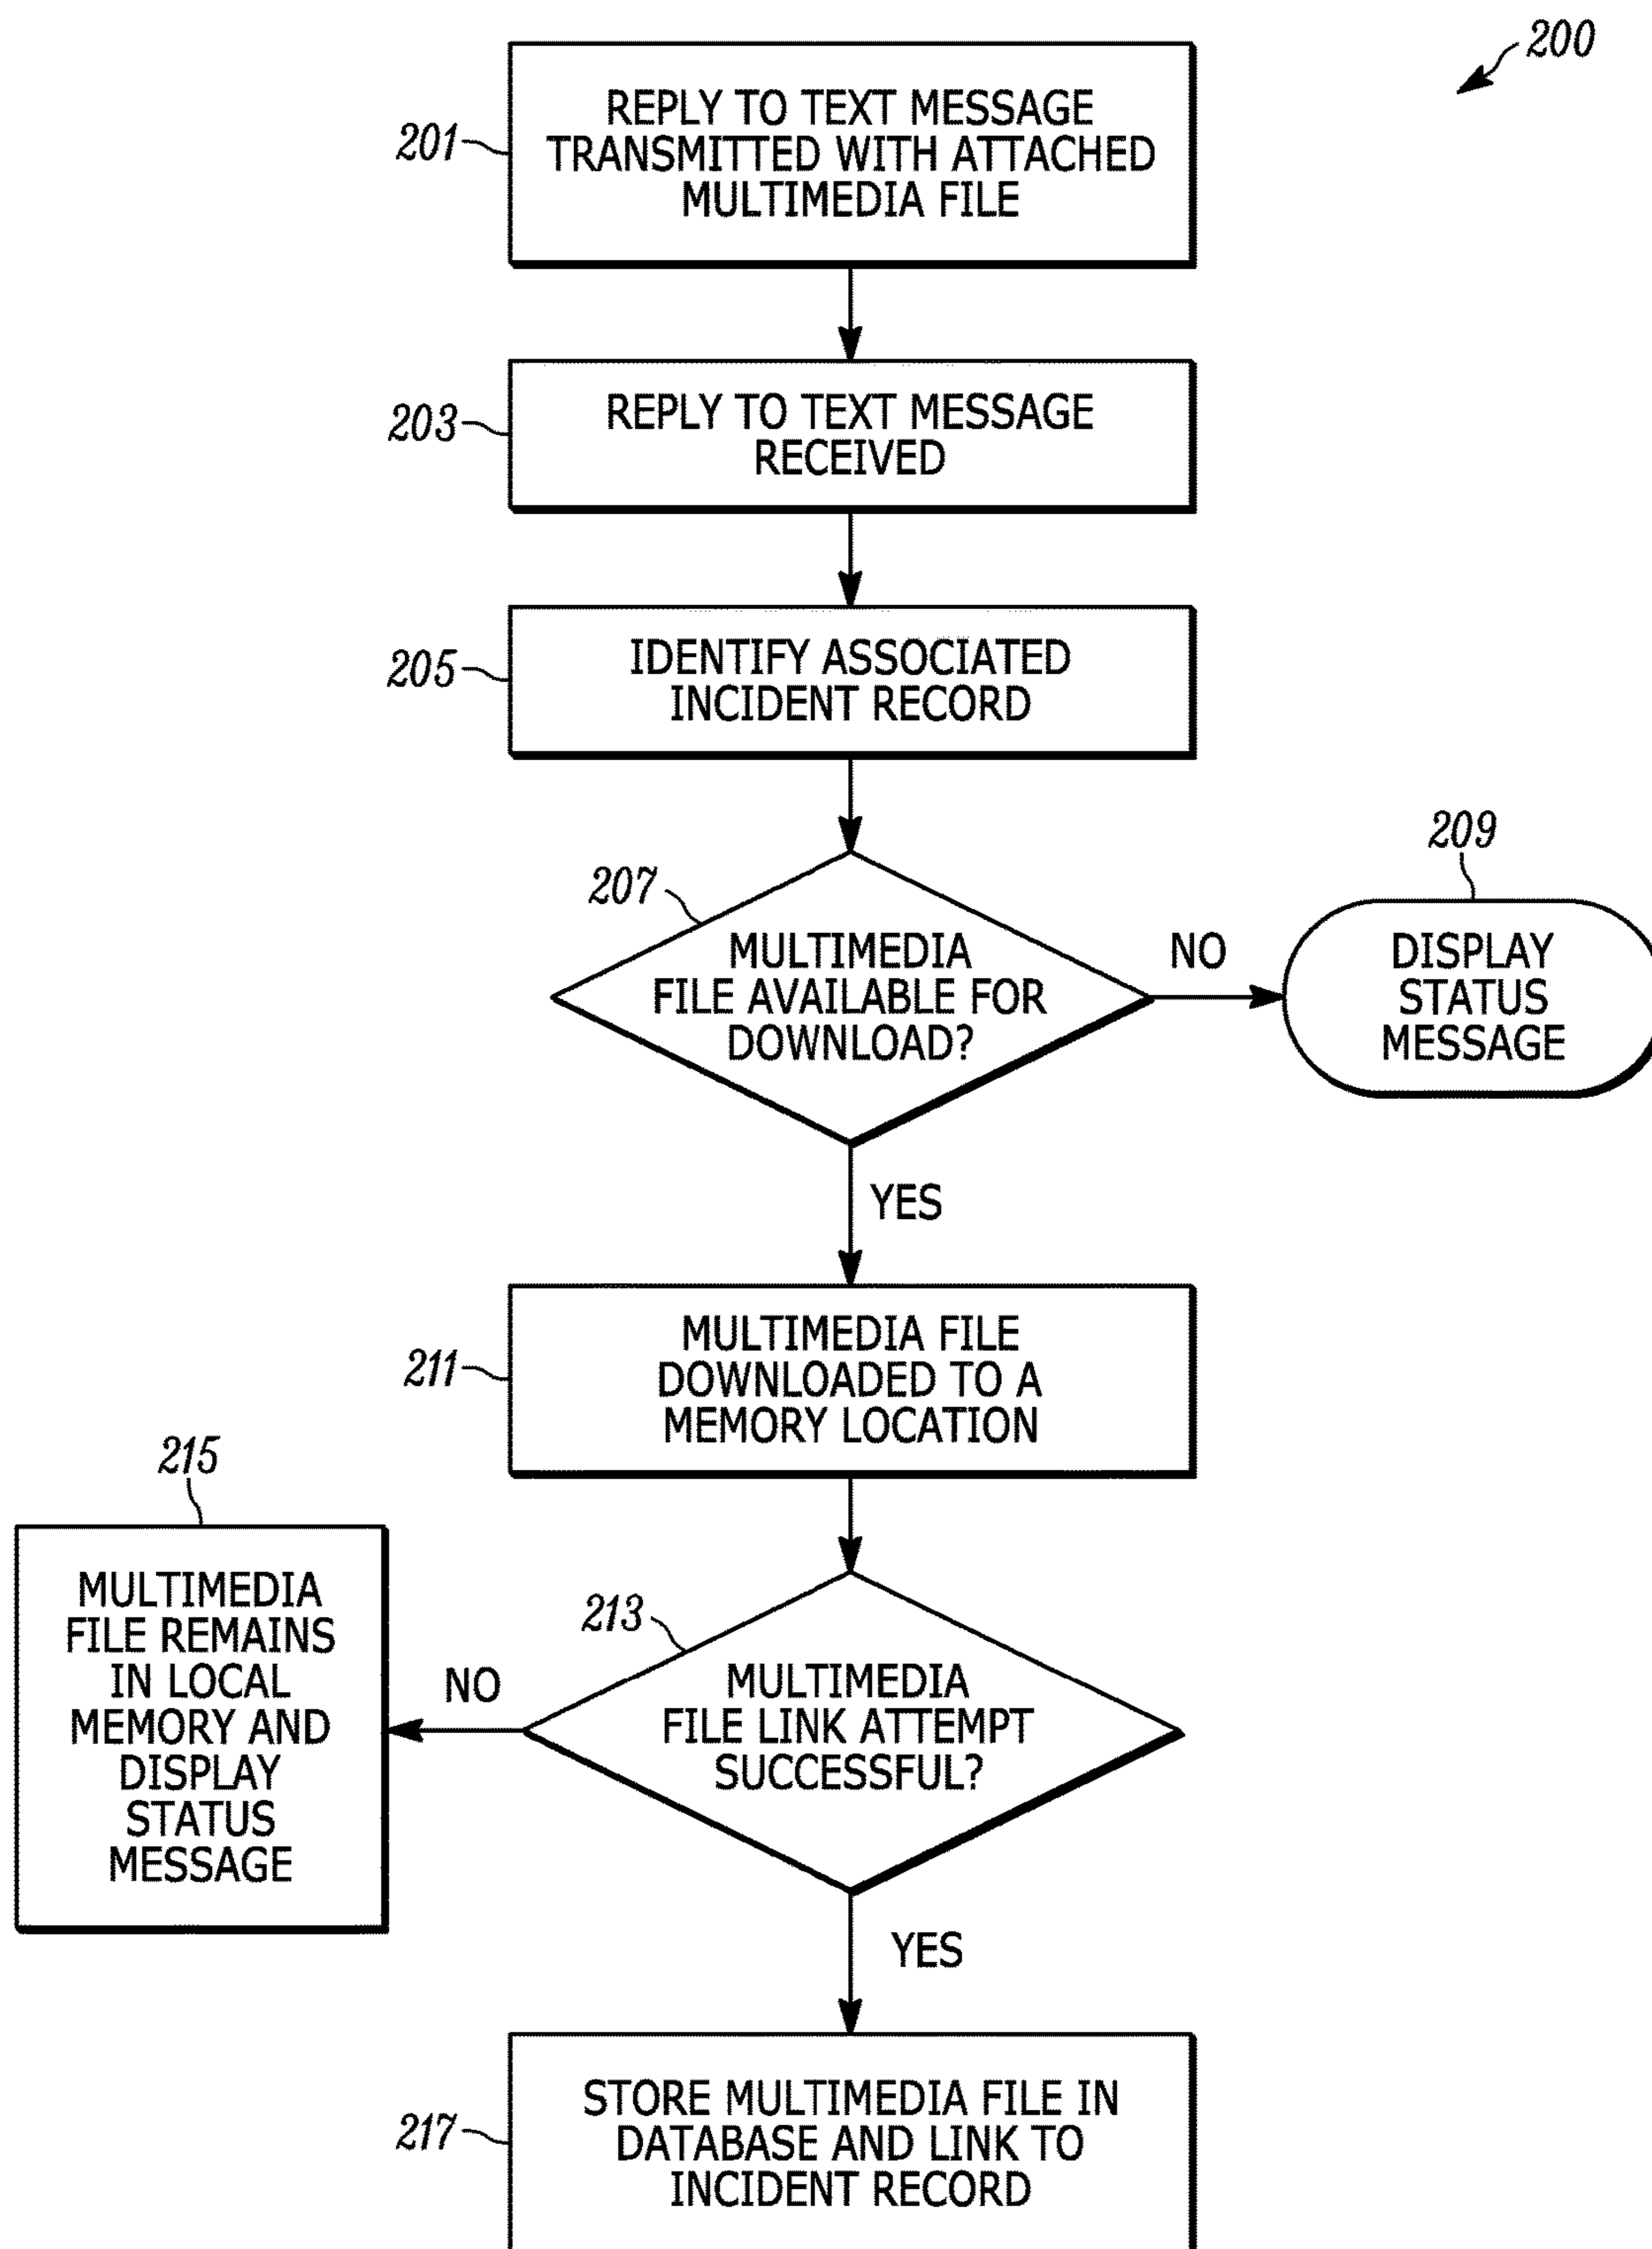 200
201
REPLY TO TEXT MESSAGE
TRANSMITTED WITH ATTACHED
MULTIMEDIA FILE
203
REPLY TO TEXT MESSAGE
RECEIVED
205
IDENTIFY ASSOCIATED
INCIDENT RECORD
207
MULTIMEDIA
FILE AVAILABLE FOR
DOWNLOAD?
NO
209
DISPLAY
STATUS
MESSAGE
YES
211
MULTIMEDIA FILE
DOWNLOADED TO A
MEMORY LOCATION
213
MULTIMEDIA
FILE LINK ATTEMPT
SUCCESSFUL?
NO
215
MULTIMEDIA
FILE REMAINS
IN LOCAL
MEMORY AND
DISPLAY
STATUS
MESSAGE
YES
217
STORE MULTIMEDIA FILE IN
DATABASE AND LINK TO
INCIDENT RECORD